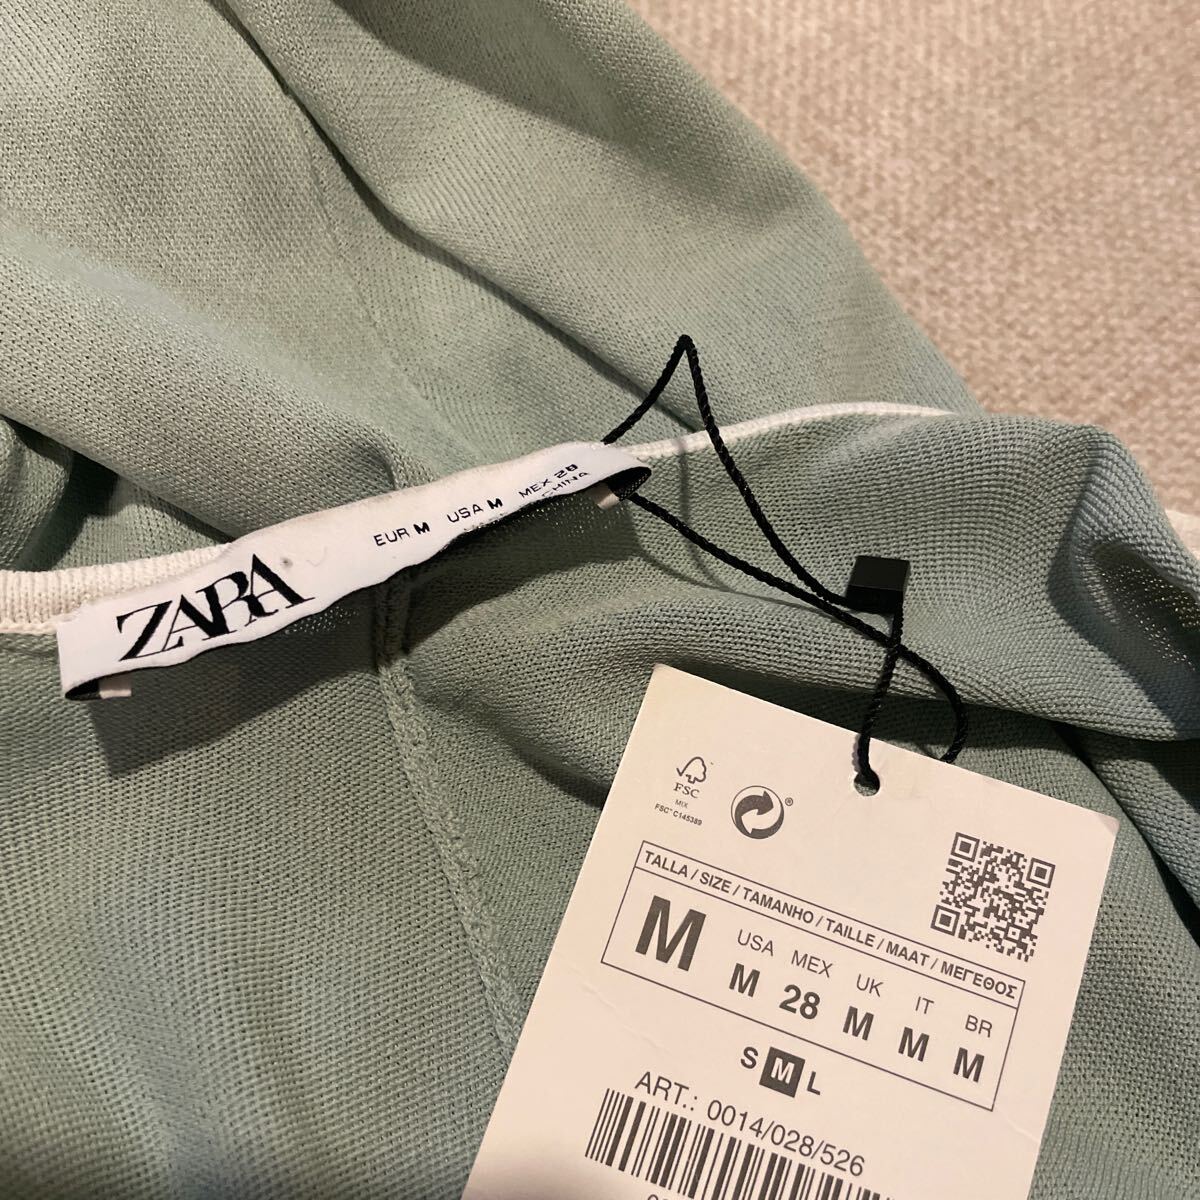 ZARA
EUR M USA M MEX 28
CHINA
FSC
MIX
FSC™ C145389
®
TALLA / SIZE / TAMANHO / TAILLE / MAAT / ΜΕΓΕΘΟΣ
M
USA MEX UK IT BR
M 28 M M M
S M L
ART.: 0014/028/526